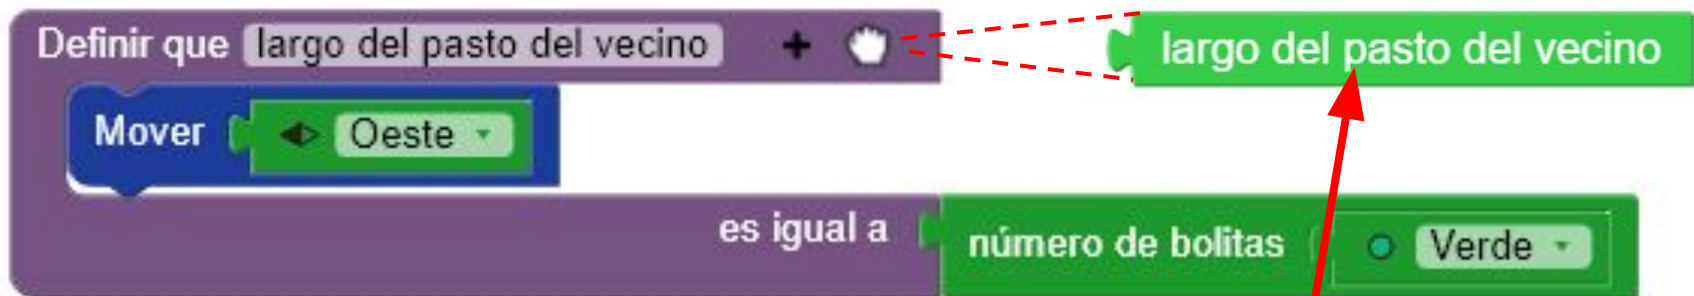 Definir que largo del pasto del vecino +
largo del pasto del vecino
Mover Oeste
es igual a número de bolitas Verde